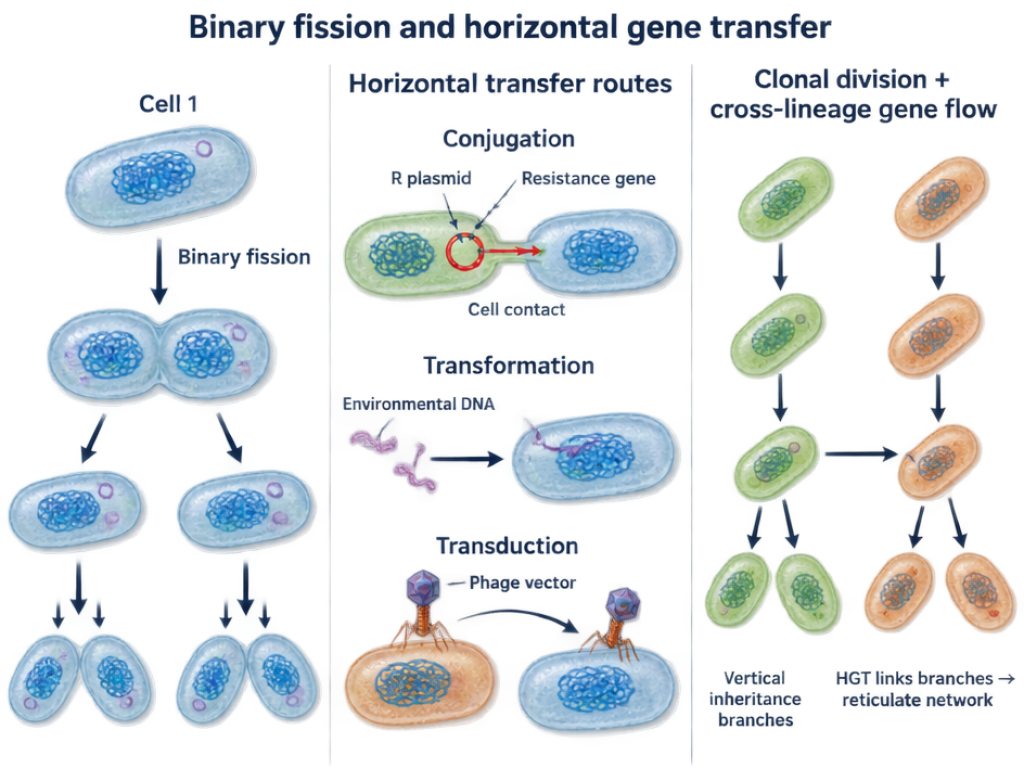 Binary fission and horizontal gene transfer
Cell 1
Binary fission
Horizontal transfer routes
Conjugation
R plasmid
Resistance gene
Cell contact
Transformation
Environmental DNA
Transduction
Phage vector
Clonal division +
cross-lineage gene flow
Vertical
inheritance
branches
HGT links branches →
reticulate network